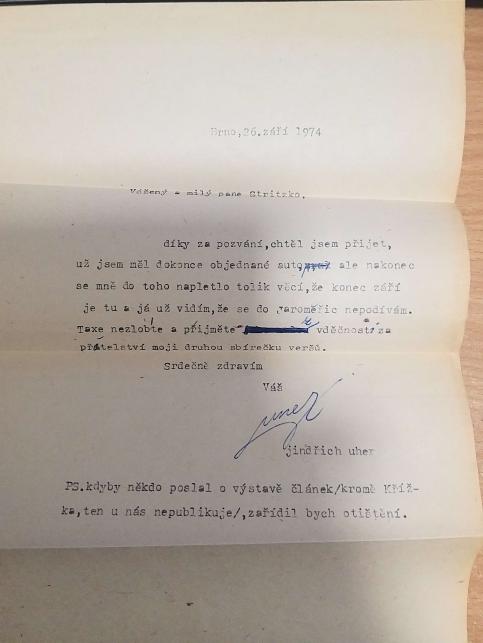 Brno,26.září 1974
Vážený a milý pane Stritzko,
díky za pozvání,chtěl jsem přijet,
už jsem měl dokonce objednané auto, ale nakonec
se mně do toho napletlo tolik věcí,že konec září
je tu a já už vidím,že se do jaroměřic nepodívám.
Takže nezlobte a přijměte z vděčnosti za
přátelství moji druhou sbírečku veršů.
Srdečně zdravím
Váš
uher
jindřich uher
PS.kdyby někdo poslal o výstavě článek/kromě Kříž-
ka,ten u nás nepublikuje/,zařídil bych otištění.